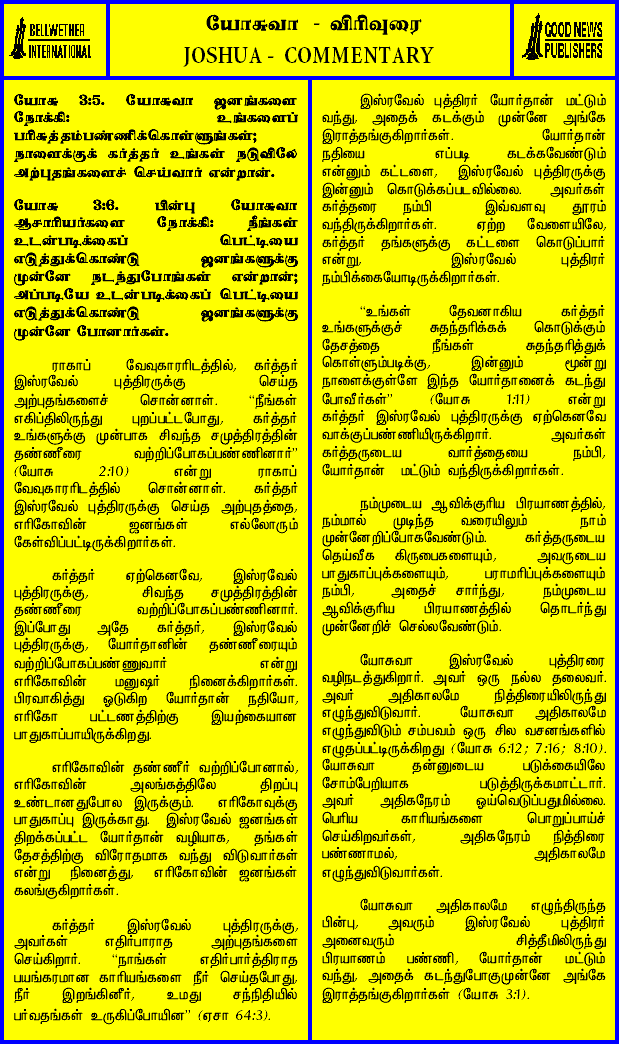 BELLWETHER
INTERNATIONAL
யோசுவா - விரிவுரை
JOSHUA - COMMENTARY
GOOD NEWS
PUBLISHERS
யோசு 3:5. யோசுவா ஜனங்களை
நோக்கி: உங்களைப்
பரிசுத்தம்பண்ணிக்கொள்ளுங்கள்;
நாளைக்குக் கர்த்தர் உங்கள் நடுவிலே
அற்புதங்களைச் செய்வார் என்றான்.
யோசு 3:6. பின்பு யோசுவா
ஆசாரியர்களை நோக்கி: நீங்கள்
உடன்படிக்கைப் பெட்டியை
எடுத்துக்கொண்டு ஜனங்களுக்கு
முன்னே நடந்துபோங்கள் என்றான்;
அப்படியே உடன்படிக்கைப் பெட்டியை
எடுத்துக்கொண்டு ஜனங்களுக்கு
முன்னே போனார்கள்.
ராகாப் வேவுகாரரிடத்தில், கர்த்தர்
இஸ்ரவேல் புத்திரருக்கு செய்த
அற்புதங்களைச் சொன்னாள். “நீங்கள்
எகிப்திலிருந்து புறப்பட்டபோது, கர்த்தர்
உங்களுக்கு முன்பாக சிவந்த சமுத்திரத்தின்
தண்ணீரை வற்றிப்போகப்பண்ணினார்”
(யோசு 2:10) என்று ராகாப்
வேவுகாரரிடத்தில் சொன்னாள். கர்த்தர்
இஸ்ரவேல் புத்திரருக்கு செய்த அற்புதத்தை,
எரிகோவின் ஜனங்கள் எல்லோரும்
கேள்விப்பட்டிருக்கிறார்கள்.
கர்த்தர் ஏற்கெனவே, இஸ்ரவேல்
புத்திரருக்கு, சிவந்த சமுத்திரத்தின்
தண்ணீரை வற்றிப்போகப்பண்ணினார்.
இப்போது அதே கர்த்தர், இஸ்ரவேல்
புத்திரருக்கு, யோர்தானின் தண்ணீரையும்
வற்றிப்போகப்பண்ணுவார் என்று
எரிகோவின் மனுஷர் நினைக்கிறார்கள்.
பிரவாகித்து ஓடுகிற யோர்தான் நதியோ,
எரிகோ பட்டணத்திற்கு இயற்கையான
பாதுகாப்பாயிருக்கிறது.
எரிகோவின் தண்ணீர் வற்றிப்போனால்,
எரிகோவின் அலங்கத்திலே திறப்பு
உண்டானதுபோல இருக்கும். எரிகோவுக்கு
பாதுகாப்பு இருக்காது. இஸ்ரவேல் ஜனங்கள்
திறக்கப்பட்ட யோர்தான் வழியாக, தங்கள்
தேசத்திற்கு விரோதமாக வந்து விடுவார்கள்
என்று நினைத்து, எரிகோவின் ஜனங்கள்
கலங்குகிறார்கள்.
கர்த்தர் இஸ்ரவேல் புத்திரருக்கு,
அவர்கள் எதிர்பாராத அற்புதங்களை
செய்கிறார். “நாங்கள் எதிர்பார்த்திராத
பயங்கரமான காரியங்களை நீர் செய்தபோது,
நீர் இறங்கினீர், உமது சந்நிதியில்
பர்வதங்கள் உருகிப்போயின” (ஏசா 64:3).
இஸ்ரவேல் புத்திரர் யோர்தான் மட்டும்
வந்து, அதைக் கடக்கும் முன்னே அங்கே
இராத்தங்குகிறார்கள். யோர்தான்
நதியை எப்படி கடக்கவேண்டும்
என்னும் கட்டளை, இஸ்ரவேல் புத்திரருக்கு
இன்னும் கொடுக்கப்படவில்லை. அவர்கள்
கர்த்தரை நம்பி இவ்வளவு தூரம்
வந்திருக்கிறார்கள். ஏற்ற வேளையிலே,
கர்த்தர் தங்களுக்கு கட்டளை கொடுப்பார்
என்று, இஸ்ரவேல் புத்திரர்
நம்பிக்கையோடிருக்கிறார்கள்.
“உங்கள் தேவனாகிய கர்த்தர்
உங்களுக்குச் சுதந்தரிக்கக் கொடுக்கும்
தேசத்தை நீங்கள் சுதந்தரித்துக்
கொள்ளும்படிக்கு, இன்னும் மூன்று
நாளைக்குள்ளே இந்த யோர்தானைக் கடந்து
போவீர்கள்” (யோசு 1:11) என்று
கர்த்தர் இஸ்ரவேல் புத்திரருக்கு ஏற்கெனவே
வாக்குப்பண்ணியிருக்கிறார். அவர்கள்
கர்த்தருடைய வார்த்தையை நம்பி,
யோர்தான் மட்டும் வந்திருக்கிறார்கள்.
நம்முடைய ஆவிக்குரிய பிரயாணத்தில்,
நம்மால் முடிந்த வரையிலும் நாம்
முன்னேறிப்போகவேண்டும். கர்த்தருடைய
தெய்வீக கிருபைகளையும், அவருடைய
பாதுகாப்புக்களையும், பராமரிப்புக்களையும்
நம்பி, அதைச் சார்ந்து, நம்முடைய
ஆவிக்குரிய பிரயாணத்தில் தொடர்ந்து
முன்னேறிச் செல்லவேண்டும்.
யோசுவா இஸ்ரவேல் புத்திரரை
வழிநடத்துகிறார். அவர் ஒரு நல்ல தலைவர்.
அவர் அதிகாலமே நித்திரையிலிருந்து
எழுந்துவிடுவார். யோசுவா அதிகாலமே
எழுந்துவிடும் சம்பவம் ஒரு சில வசனங்களில்
எழுதப்பட்டிருக்கிறது (யோசு 6:12; 7:16; 8:10).
யோசுவா தன்னுடைய படுக்கையிலே
சோம்பேறியாக படுத்திருக்கமாட்டார்.
அவர் அதிகநேரம் ஓய்வெடுப்பதுமில்லை.
பெரிய காரியங்களை பொறுப்பாய்ச்
செய்கிறவர்கள், அதிகநேரம் நித்திரை
பண்ணாமல், அதிகாலமே
எழுந்துவிடுவார்கள்.
யோசுவா அதிகாலமே எழுந்திருந்த
பின்பு, அவரும் இஸ்ரவேல் புத்திரர்
அனைவரும் சித்தீமிலிருந்து
பிரயாணம் பண்ணி, யோர்தான் மட்டும்
வந்து, அதைக் கடந்துபோகுமுன்னே அங்கே
இராத்தங்குகிறார்கள் (யோசு 3:1).